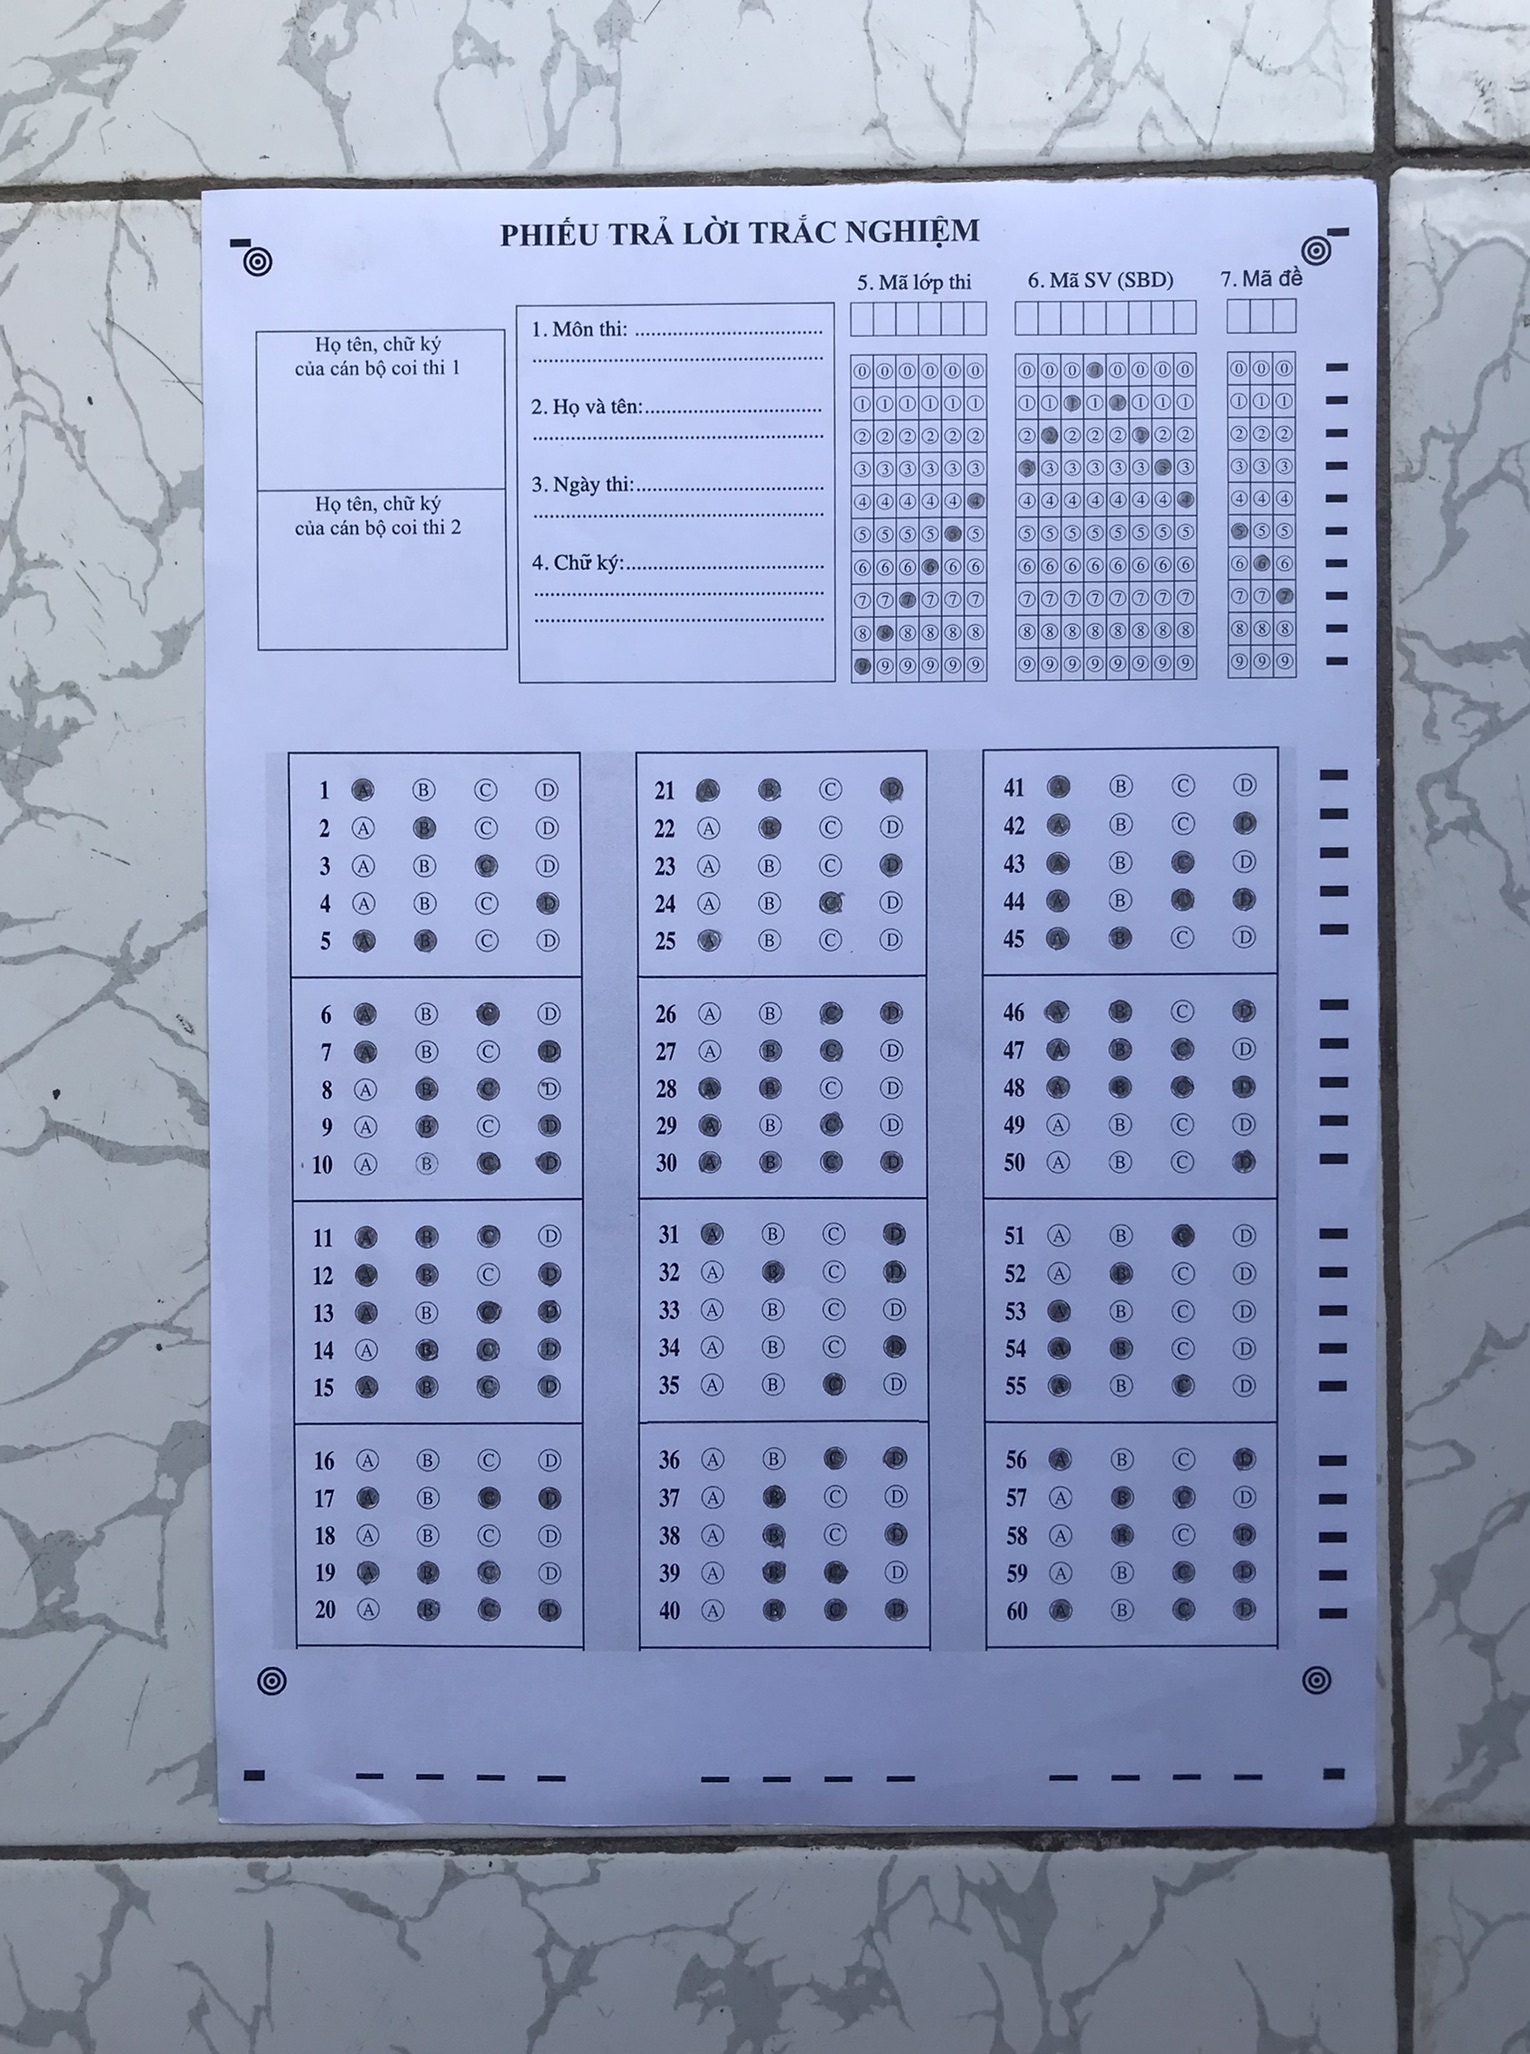 PHIẾU TRẢ LỜI TRẮC NGHIỆM
5. Mã lớp thi 6. Mã SV (SBD) 7. Mã đề
Họ tên, chữ ký
của cán bộ coi thi 1
Họ tên, chữ ký
của cán bộ coi thi 2
1. Môn thi: ...................................
2. Họ và tên:.................................
3. Ngày thi:...................................
4. Chữ ký:.....................................
0 0 0 0 0 0 0 0 0 0 0 0 0 0 0 0 0
1 1 1 1 1 1 1 1 1 1 1 1 1 1 1 1 1
2 2 2 2 2 2 2 2 2 2 2 2 2 2 2 2 2
3 3 3 3 3 3 3 3 3 3 3 3 3 3 3 3 3
4 4 4 4 4 4 4 4 4 4 4 4 4 4 4 4 4
5 5 5 5 5 5 5 5 5 5 5 5 5 5 5 5 5
6 6 6 6 6 6 6 6 6 6 6 6 6 6 6 6 6
7 7 7 7 7 7 7 7 7 7 7 7 7 7 7 7 7
8 8 8 8 8 8 8 8 8 8 8 8 8 8 8 8 8
9 9 9 9 9 9 9 9 9 9 9 9 9 9 9 9 9
1 A B C D
2 A B C D
3 A B C D
4 A B C D
5 A B C D
6 A B C D
7 A B C D
8 A B C D
9 A B C D
10 A B C D
11 A B C D
12 A B C D
13 A B C D
14 A B C D
15 A B C D
16 A B C D
17 A B C D
18 A B C D
19 A B C D
20 A B C D
21 A B C D
22 A B C D
23 A B C D
24 A B C D
25 A B C D
26 A B C D
27 A B C D
28 A B C D
29 A B C D
30 A B C D
31 A B C D
32 A B C D
33 A B C D
34 A B C D
35 A B C D
36 A B C D
37 A B C D
38 A B C D
39 A B C D
40 A B C D
41 A B C D
42 A B C D
43 A B C D
44 A B C D
45 A B C D
46 A B C D
47 A B C D
48 A B C D
49 A B C D
50 A B C D
51 A B C D
52 A B C D
53 A B C D
54 A B C D
55 A B C D
56 A B C D
57 A B C D
58 A B C D
59 A B C D
60 A B C D